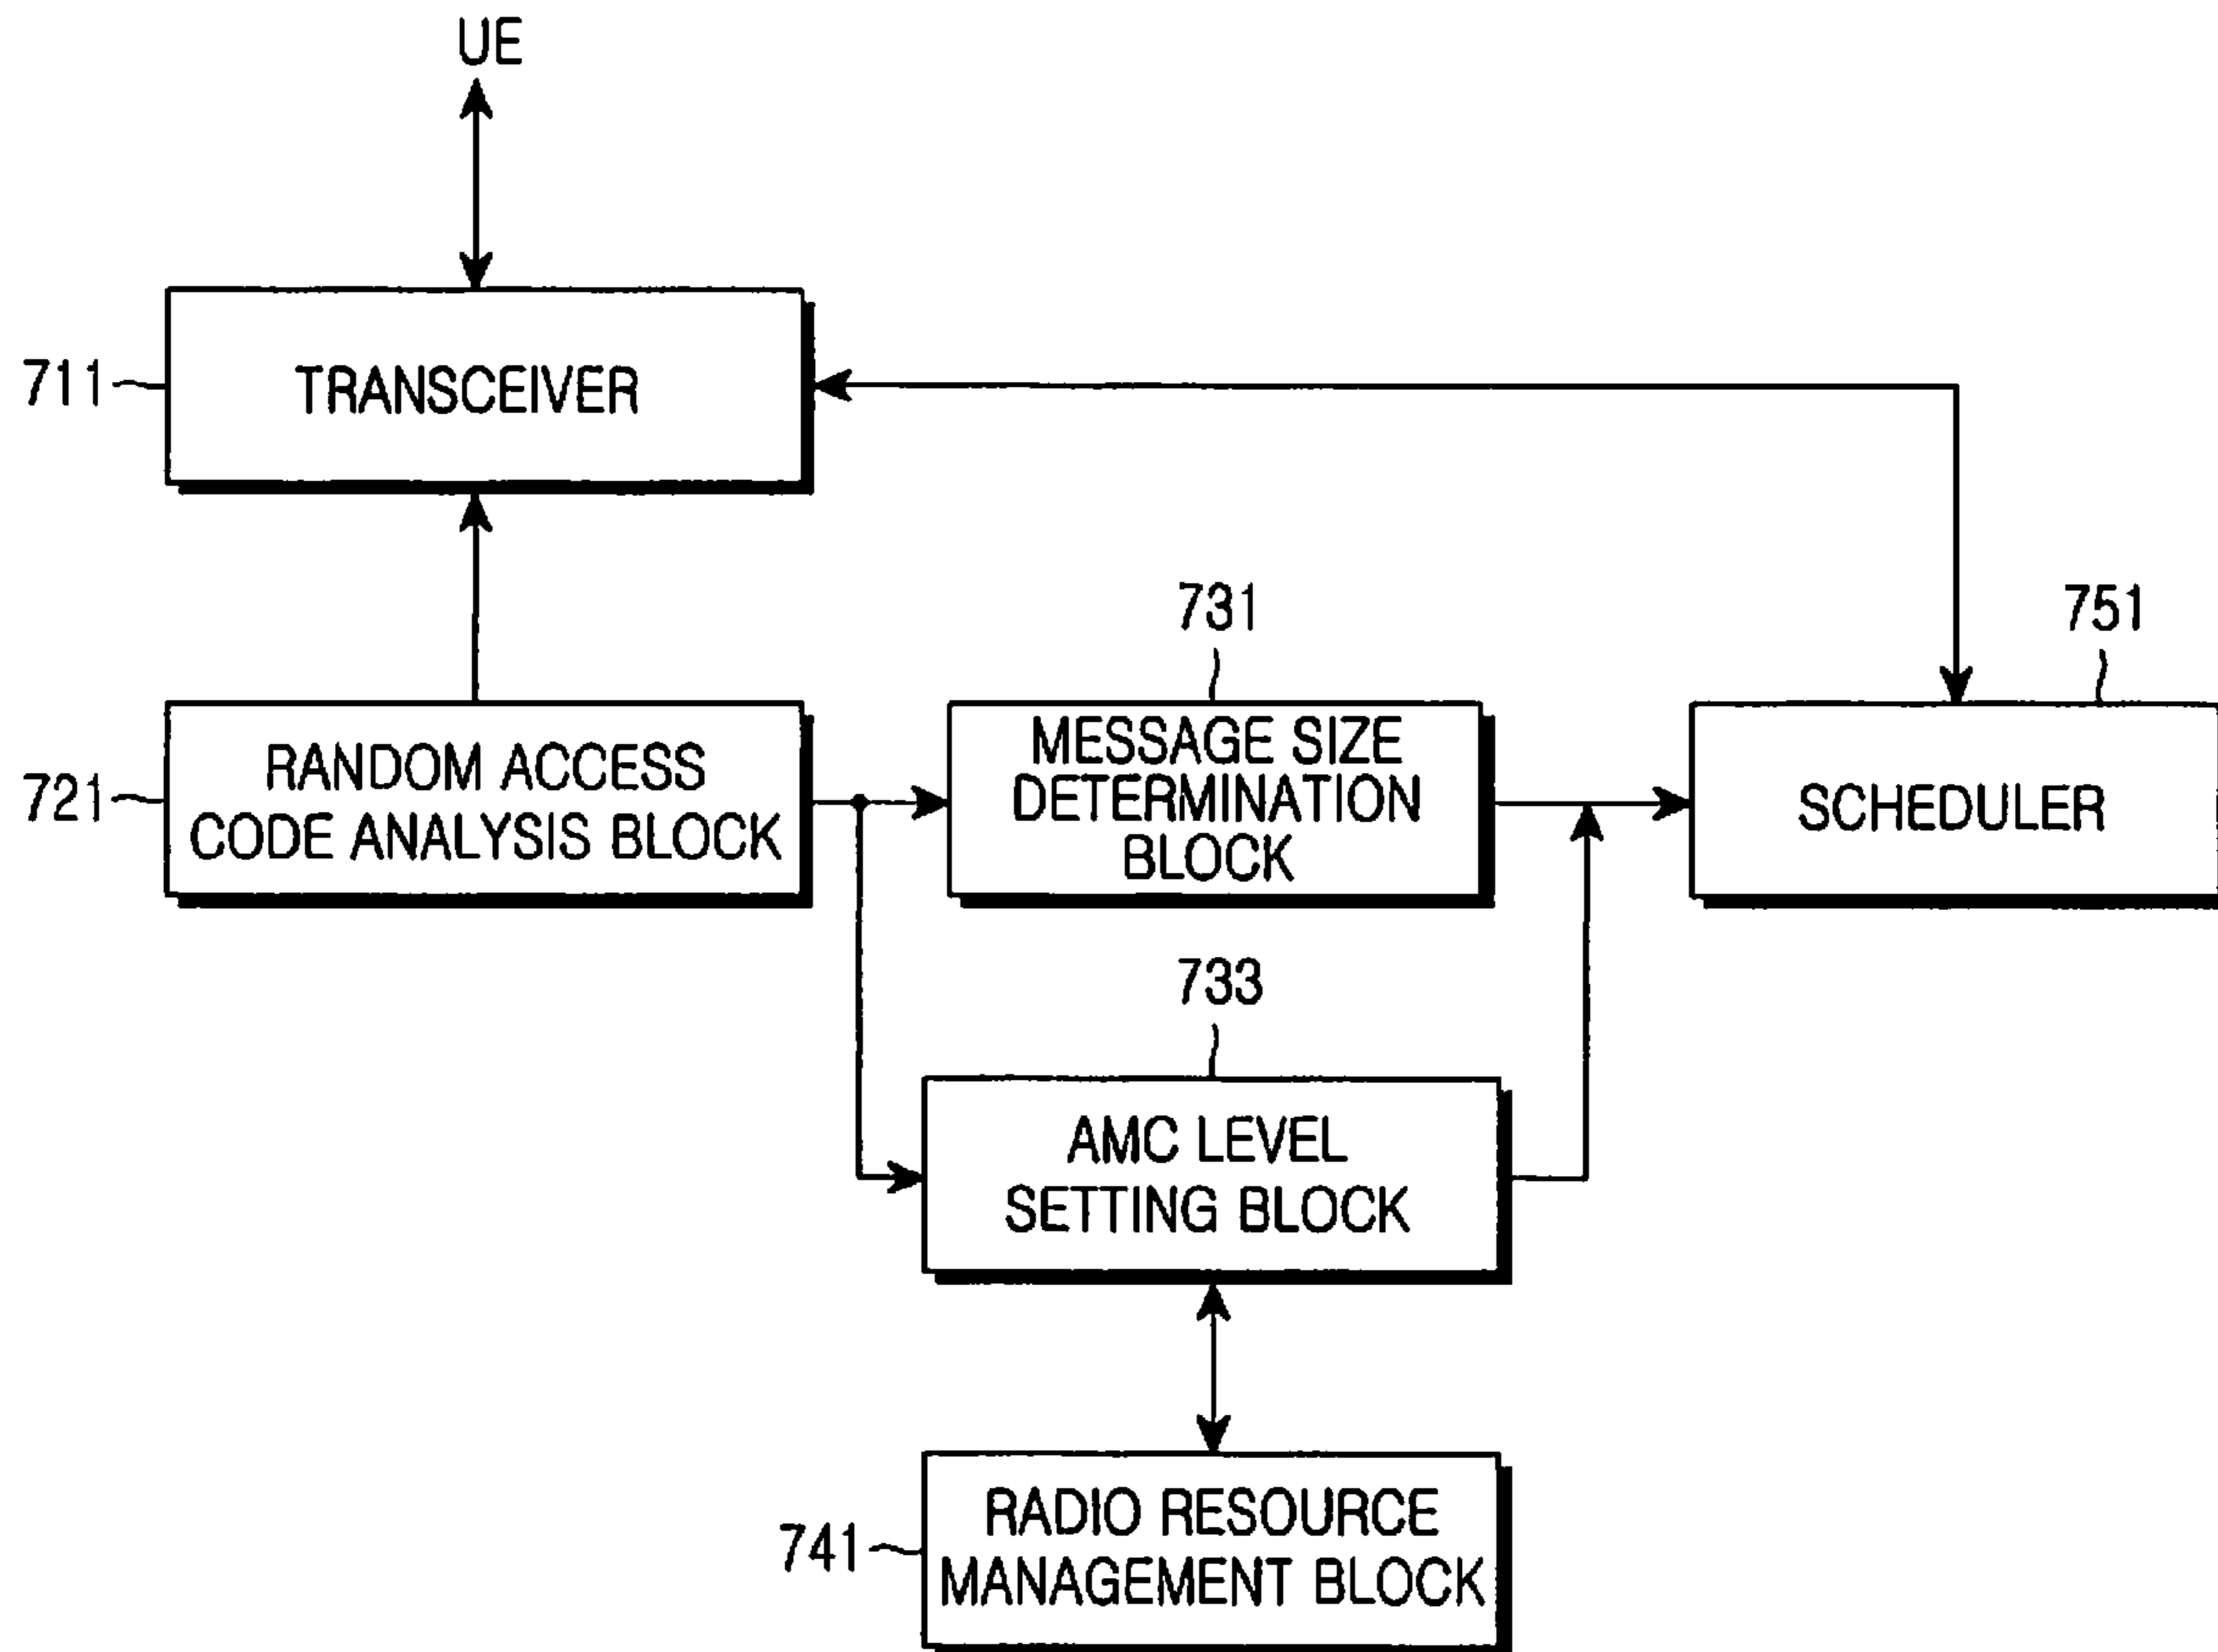 UE
711
TRANSCEIVER
731
751
721
RANDOM ACCESS
CODE ANALYSIS BLOCK
MESSAGE SIZE
DETERMINATION
BLOCK
SCHEDULER
733
AMC LEVEL
SETTING BLOCK
741
RADIO RESOURCE
MANAGEMENT BLOCK